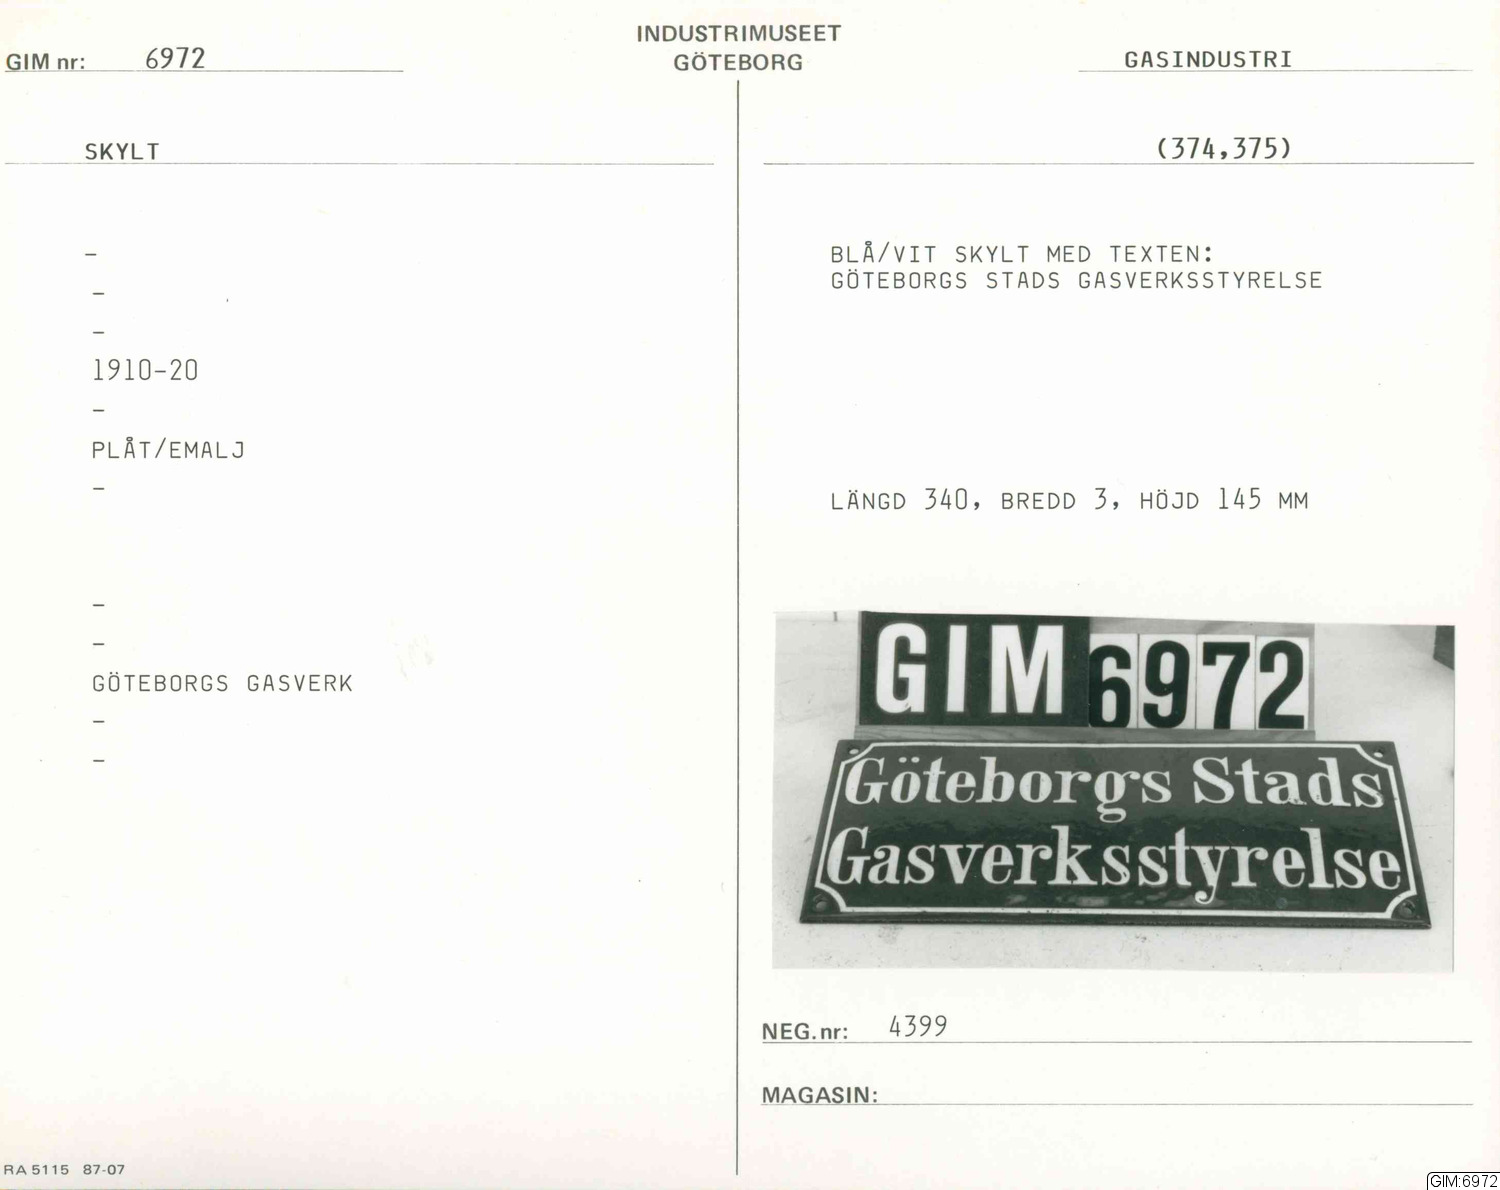 INDUSTRIMUSEET
GÖTEBORG
GIM nr: 6972
GASINDUSTRI
SKYLT
(374,375)
–
–
–
1910-20
–
PLÅT/EMALJ
–
–
–
GÖTEBORGS GASVERK
–
–
BLÅ/VIT SKYLT MED TEXTEN:
GÖTEBORGS STADS GASVERKSSTYRELSE
LÄNGD 340, BREDD 3, HÖJD 145 MM
GIM 6972
Göteborgs Stads
Gasverksstyrelse
NEG.nr: 4399
MAGASIN:
RA 5115 87-07
GIM:6972